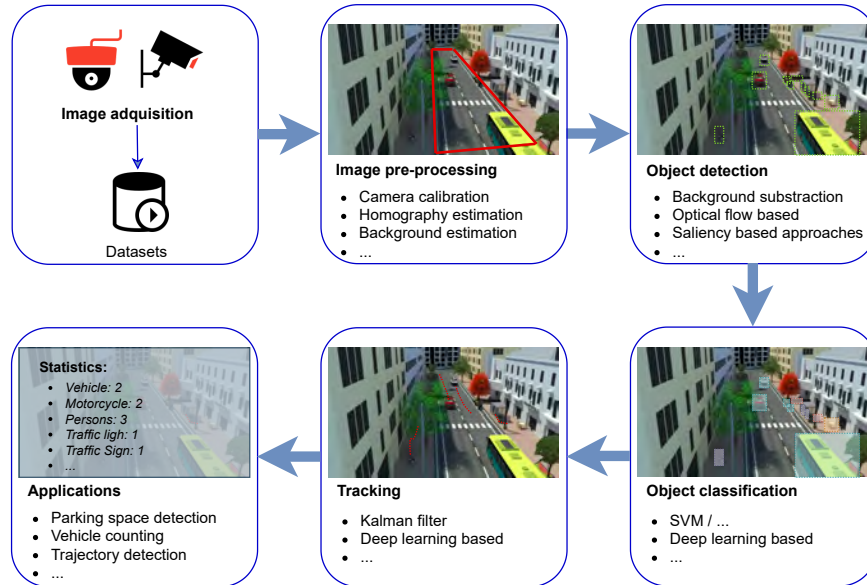 Image adquisition
Datasets
Image pre-processing
• Camera calibration
• Homography estimation
• Background estimation
• ...
Object detection
• Background substraction
• Optical flow based
• Saliency based approaches
• ...
Object classification
• SVM / ...
• Deep learning based
• ...
Tracking
• Kalman filter
• Deep learning based
• ...
Statistics:
• Vehicle: 2
• Motorcycle: 2
• Persons: 3
• Traffic ligh: 1
• Traffic Sign: 1
• ...
Applications
• Parking space detection
• Vehicle counting
• Trajectory detection
• ...